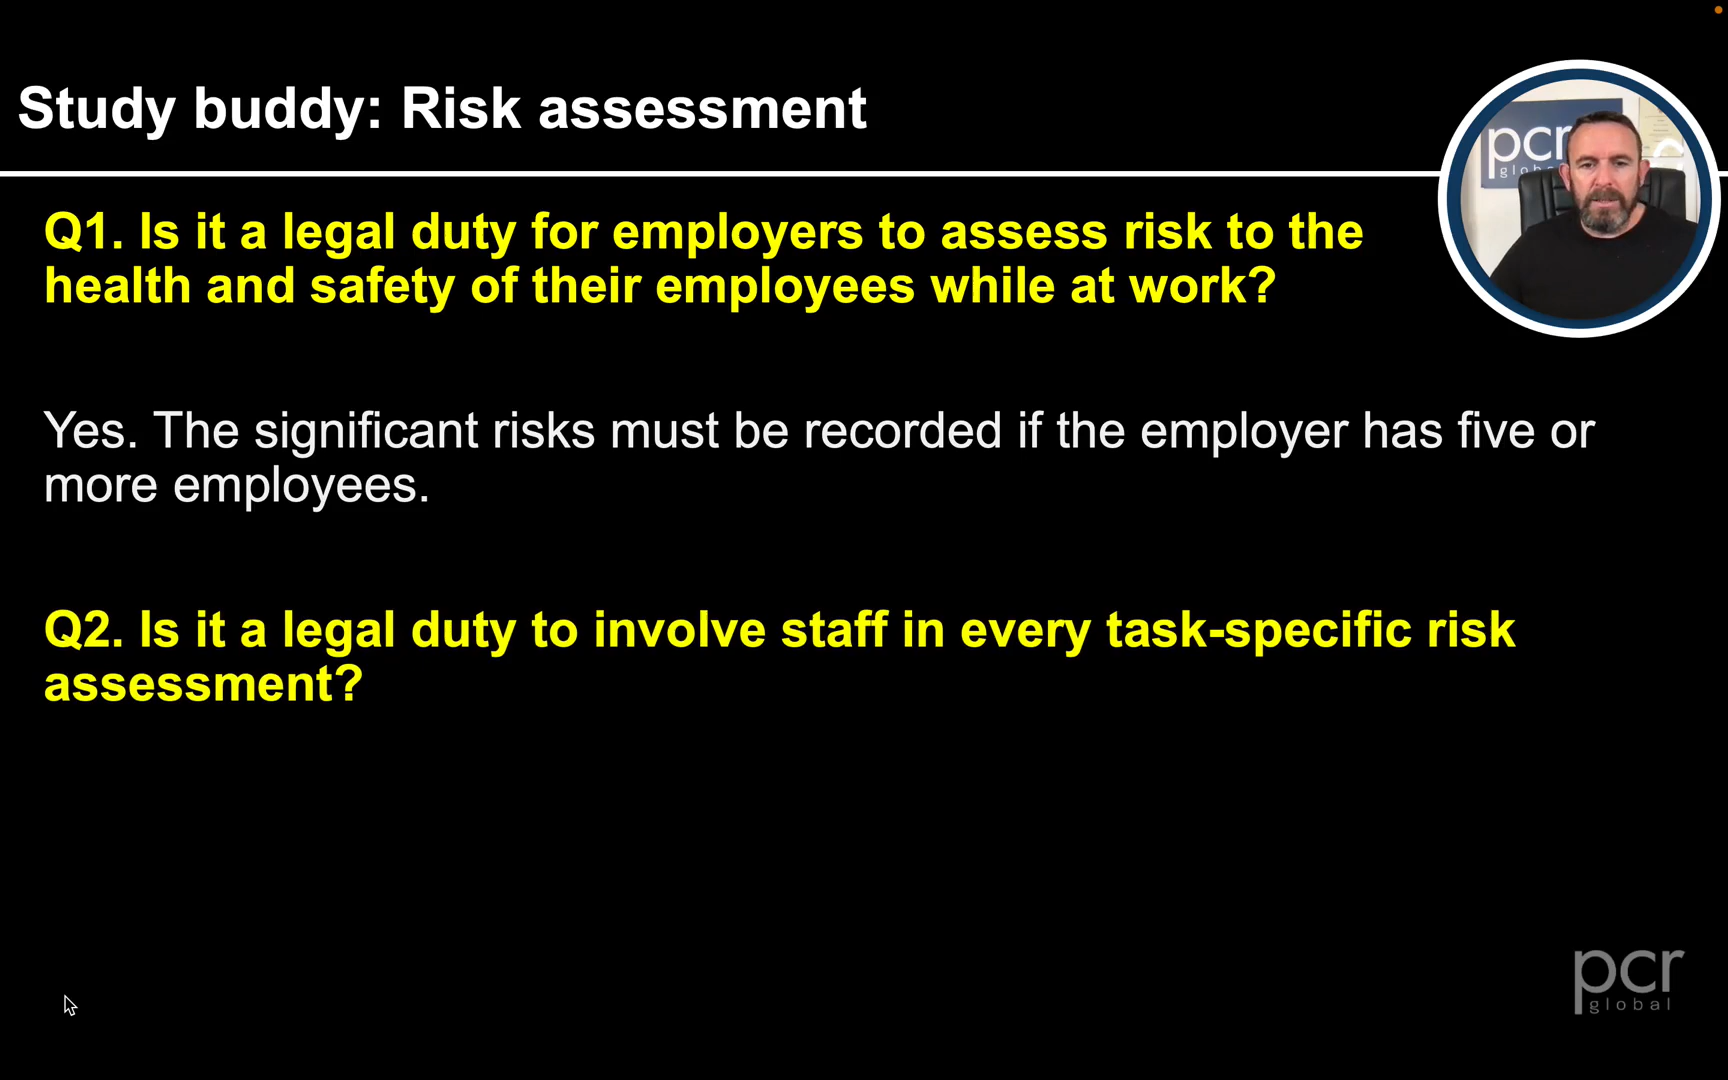 Study buddy: Risk assessment
pcr
global
Q1. Is it a legal duty for employers to assess risk to the
health and safety of their employees while at work?
Yes. The significant risks must be recorded if the employer has five or
more employees.
Q2. Is it a legal duty to involve staff in every task-specific risk
assessment?
pcr
global